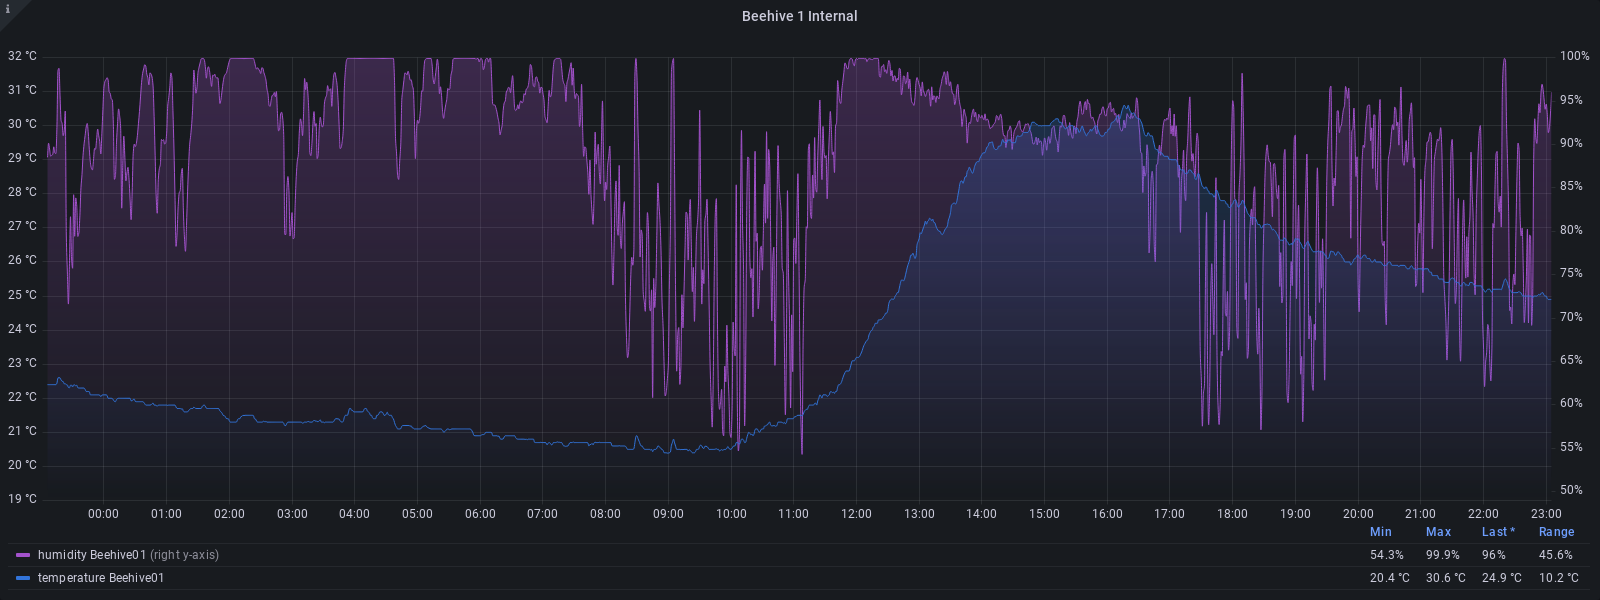 i
Beehive 1 Internal
32 °C
31 °C
30 °C
29 °C
28 °C
27 °C
26 °C
25 °C
24 °C
23 °C
22 °C
21 °C
20 °C
19 °C
100%
95%
90%
85%
80%
75%
70%
65%
60%
55%
50%
00:00 01:00 02:00 03:00 04:00 05:00 06:00 07:00 08:00 09:00 10:00 11:00 12:00 13:00 14:00 15:00 16:00 17:00 18:00 19:00 20:00 21:00 22:00 23:00
Min Max Last * Range
humidity Beehive01 (right y-axis) 54.3% 99.9% 96% 45.6%
temperature Beehive01 20.4 °C 30.6 °C 24.9 °C 10.2 °C